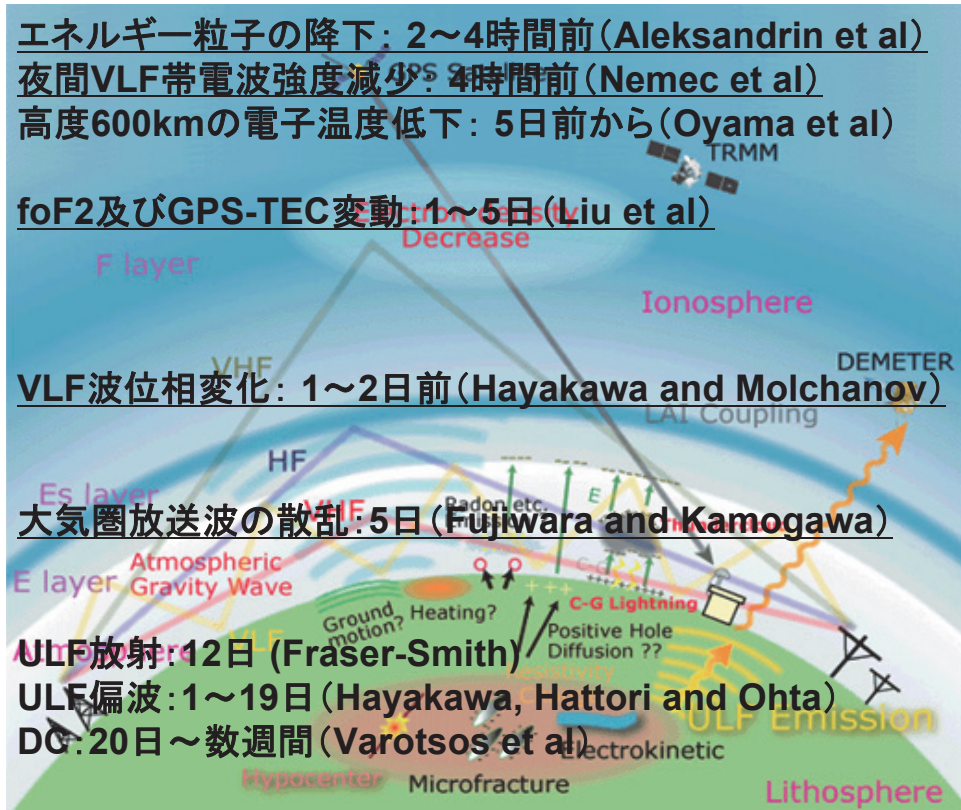 エネルギー粒子の降下: 2～4時間前(Aleksandrin et al)
GPS Satellite
夜間VLF帯電波強度減少: 4時間前(Nemec et al)
高度600kmの電子温度低下: 5日前から(Oyama et al)
TRMM
foF2及びGPS-TEC変動:1～5日(Liu et al)
Electron density
Decrease
F layer
Ionosphere
DEMETER
VHF
VLF波位相変化: 1～2日前(Hayakawa and Molchanov)
LAI Coupling
HF
Es layer
VHF
Radon etc.
E
大気圏放送波の散乱:5日(Fujiwara and Kamogawa)
Atmospheric
Gravity Wave
E layer
C-G Lightning
Ground
motion?
Heating?
Positive Hole
Diffusion ??
VLF
Atmosphere
ULF放射:12日 (Fraser-Smith)
Resistivity
ULF偏波:1～19日(Hayakawa, Hattori and Ohta)
ULF Emission
DC:20日～数週間(Varotsos et al)
Electrokinetic
Hypocenter
Microfracture
Lithosphere